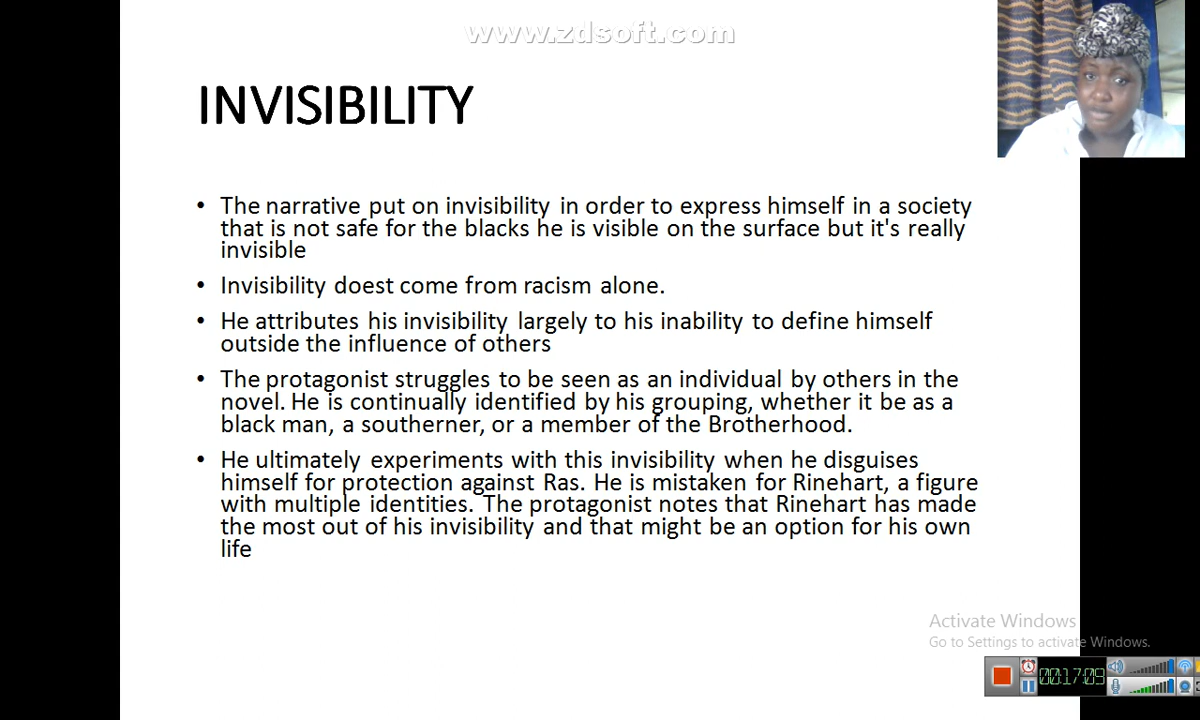 www.zdsoft.com
INVISIBILITY
• The narrative put on invisibility in order to express himself in a society
that is not safe for the blacks he is visible on the surface but it's really
invisible
• Invisibility doest come from racism alone.
• He attributes his invisibility largely to his inability to define himself
outside the influence of others
• The protagonist struggles to be seen as an individual by others in the
novel. He is continually identified by his grouping, whether it be as a
black man, a southerner, or a member of the Brotherhood.
• He ultimately experiments with this invisibility when he disguises
himself for protection against Ras. He is mistaken for Rinehart, a figure
with multiple identities. The protagonist notes that Rinehart has made
the most out of his invisibility and that might be an option for his own
life
Activate Windows
Go to Settings to activate Windows.
00:17:09